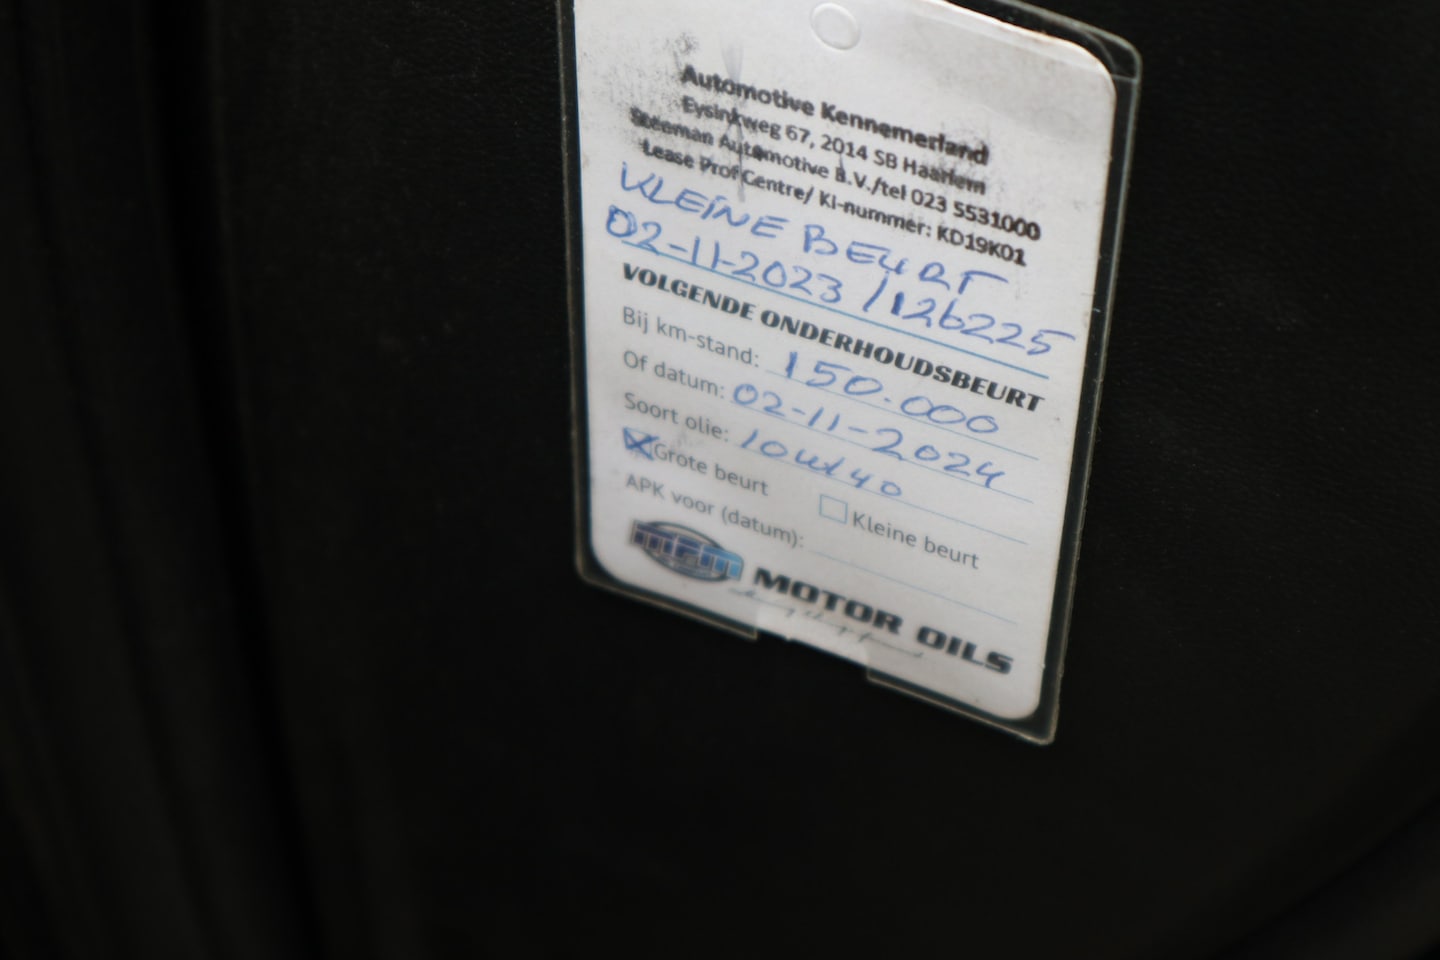 Automotive Kennemerland
Eysinkweg 67, 2014 SB Haarlem
Steeman Automotive B.V./tel 023 5531000
Lease Prof Centre/ KI-nummer: KD19K01
KLEINE BEURT
02-11-2023 / 126225
VOLGENDE ONDERHOUDSBEURT
Bij km-stand: 150.000
Of datum: 02-11-2024
Soort olie: 10w40
Grote beurt Kleine beurt
APK voor (datum):
mpm MOTOR OILS